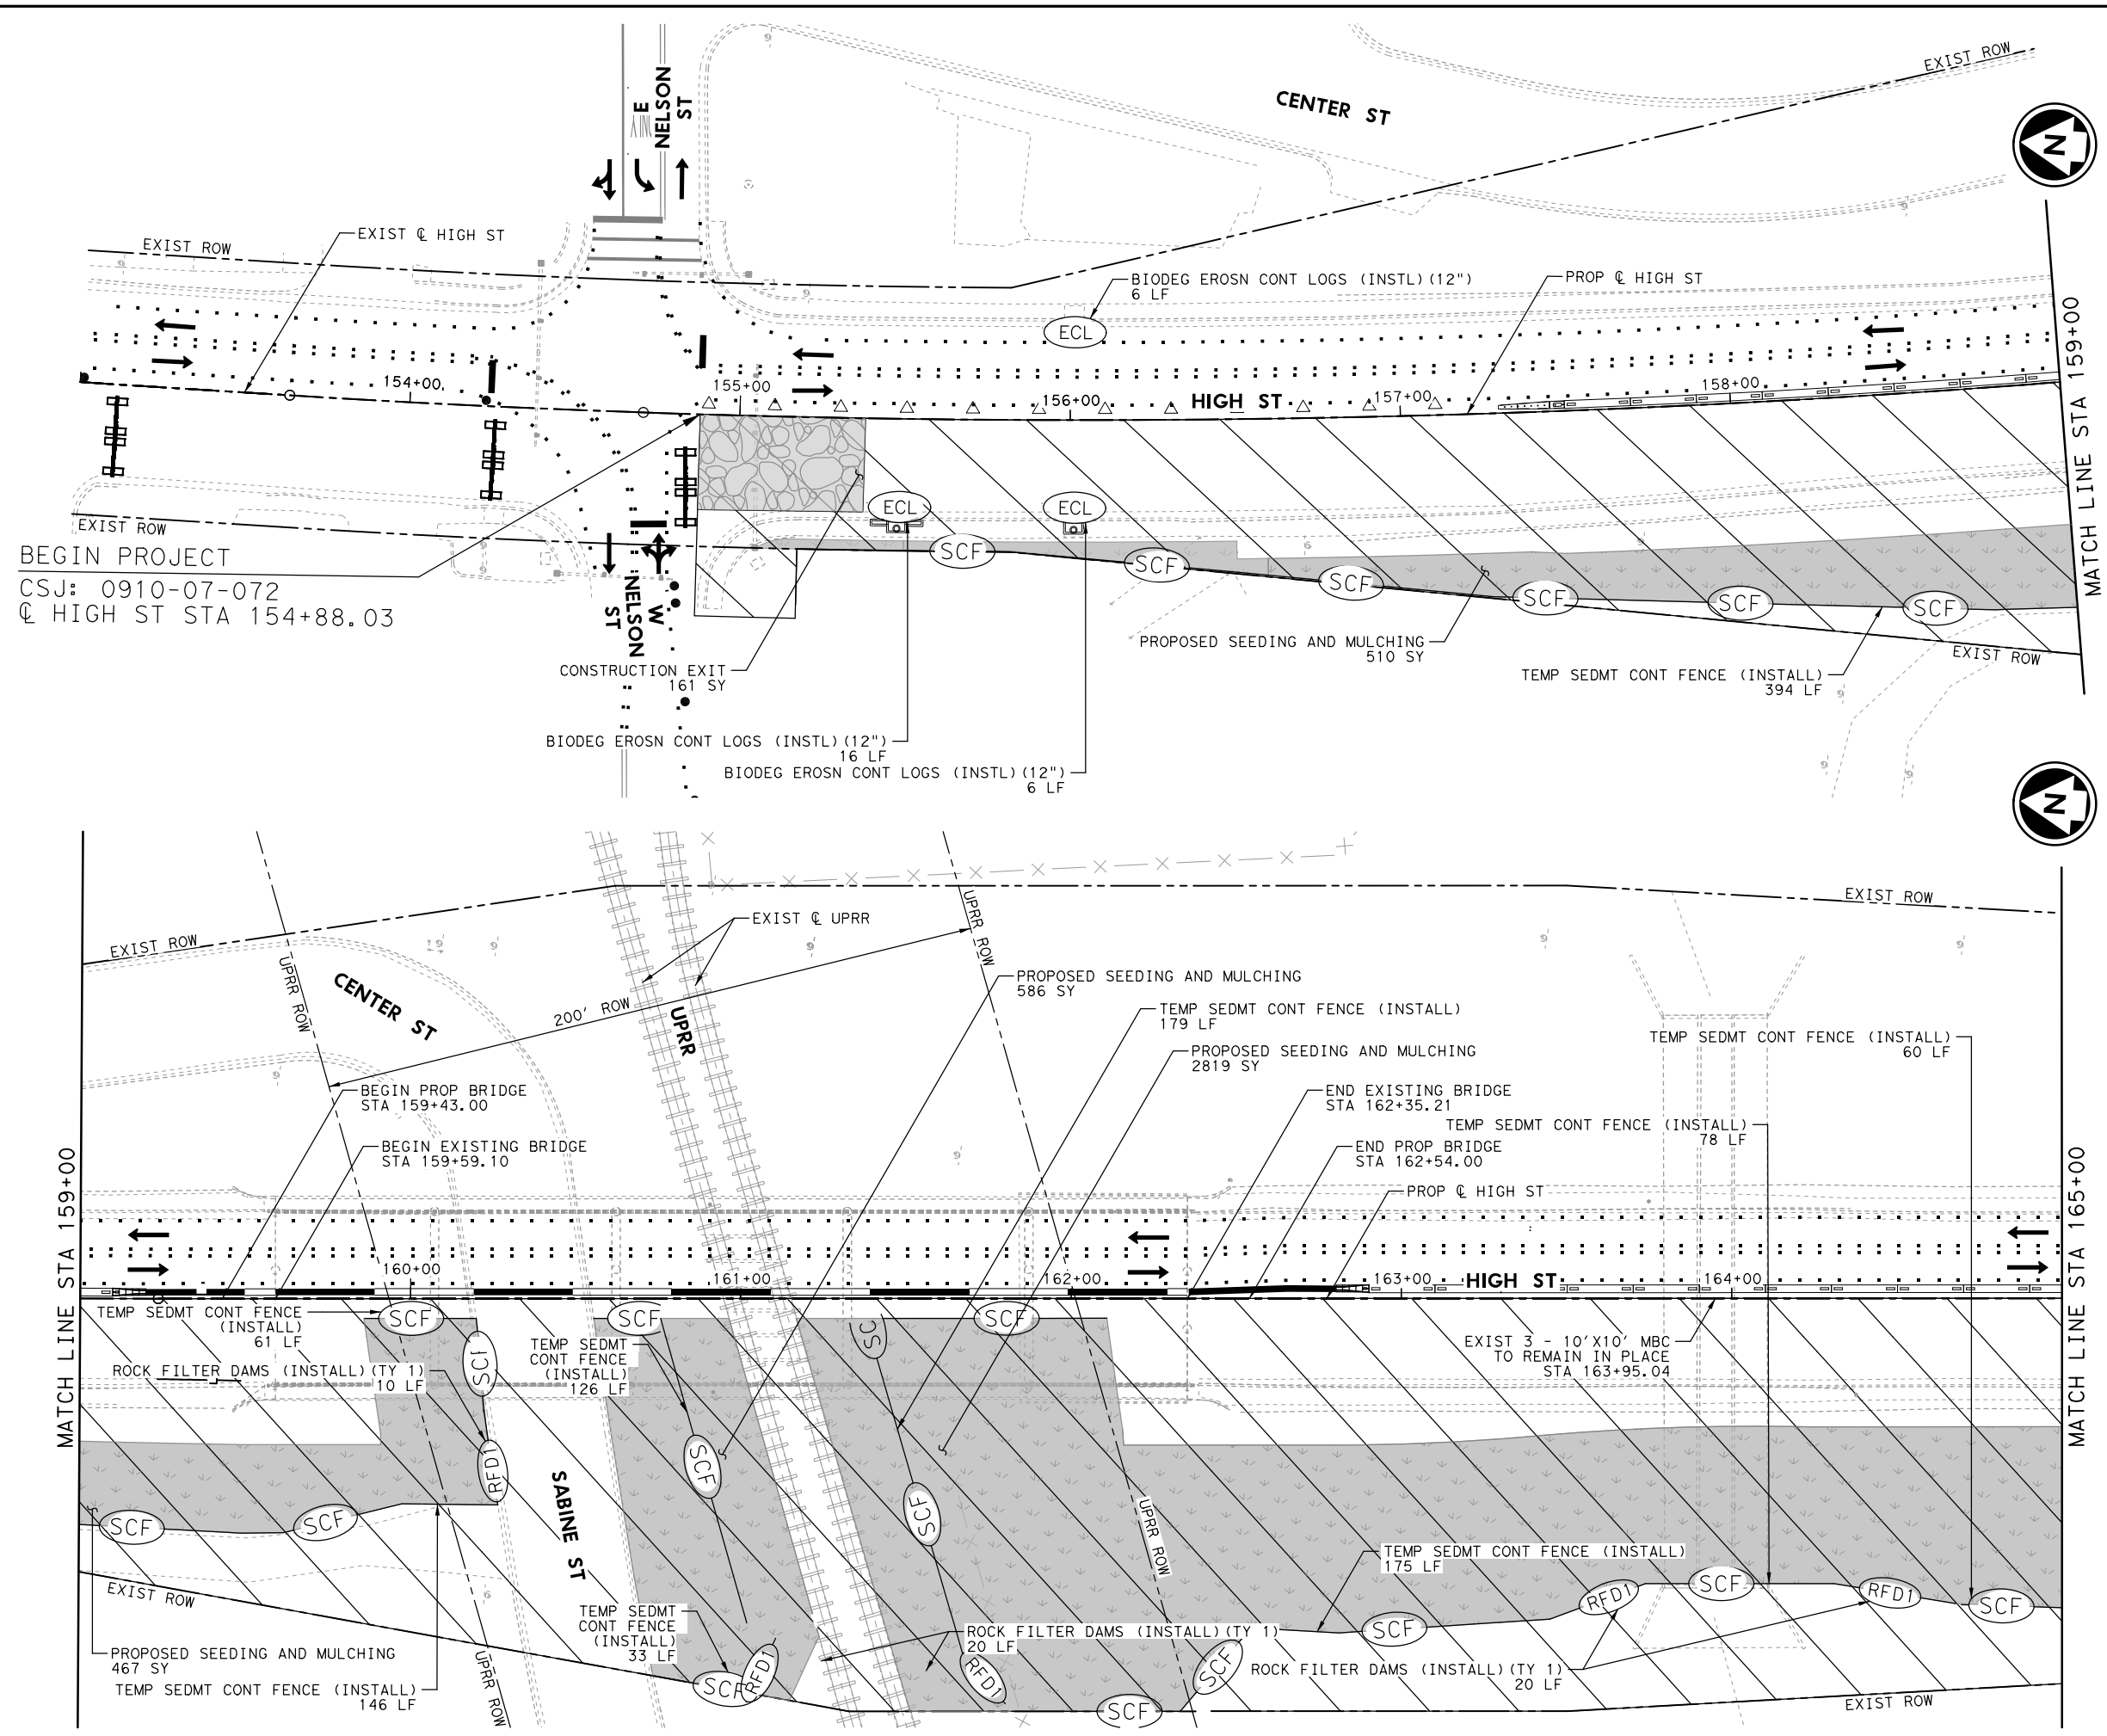 EXIST ROW
CENTER ST
N
E
NELSON
ST
EXIST ROW
EXIST ℄ HIGH ST
BIODEG EROSN CONT LOGS (INSTL)(12")
6 LF
PROP ℄ HIGH ST
ECL
MATCH LINE STA 159+00
154+00
155+00
156+00
HIGH ST
157+00
158+00
ECL
ECL
EXIST ROW
BEGIN PROJECT
CSJ: 0910-07-072
℄ HIGH ST STA 154+88.03
SCF
SCF
SCF
SCF
SCF
SCF
W
NELSON
ST
PROPOSED SEEDING AND MULCHING
510 SY
EXIST ROW
CONSTRUCTION EXIT
161 SY
TEMP SEDMT CONT FENCE (INSTALL)
394 LF
BIODEG EROSN CONT LOGS (INSTL)(12")
16 LF
BIODEG EROSN CONT LOGS (INSTL)(12")
6 LF
N
EXIST ROW
EXIST ROW
EXIST ℄ UPRR
UPRR ROW
UPRR ROW
CENTER ST
200' ROW
UPRR
PROPOSED SEEDING AND MULCHING
586 SY
TEMP SEDMT CONT FENCE (INSTALL)
179 LF
PROPOSED SEEDING AND MULCHING
2819 SY
TEMP SEDMT CONT FENCE (INSTALL)
60 LF
BEGIN PROP BRIDGE
STA 159+43.00
END EXISTING BRIDGE
STA 162+35.21
TEMP SEDMT CONT FENCE (INSTALL)
78 LF
BEGIN EXISTING BRIDGE
STA 159+59.10
END PROP BRIDGE
STA 162+54.00
PROP ℄ HIGH ST
MATCH LINE STA 159+00
MATCH LINE STA 165+00
160+00
161+00
162+00
163+00
HIGH ST
164+00
TEMP SEDMT CONT FENCE
(INSTALL)
61 LF
SCF
SCF
SCF
SCF
SCF
TEMP SEDMT
CONT FENCE
(INSTALL)
126 LF
EXIST 3 - 10'X10' MBC
TO REMAIN IN PLACE
STA 163+95.04
ROCK FILTER DAMS (INSTALL)(TY 1)
10 LF
RFD1
SCF
SCF
SCF
SCF
SABINE ST
UPRR ROW
EXIST ROW
TEMP SEDMT CONT FENCE (INSTALL)
175 LF
RFD1
SCF
RFD1
SCF
SCF
TEMP SEDMT
CONT FENCE
(INSTALL)
33 LF
ROCK FILTER DAMS (INSTALL)(TY 1)
20 LF
SCF
RFD1
RFD1
SCF
SCF
ROCK FILTER DAMS (INSTALL)(TY 1)
20 LF
PROPOSED SEEDING AND MULCHING
467 SY
TEMP SEDMT CONT FENCE (INSTALL)
146 LF
UPRR ROW
EXIST ROW